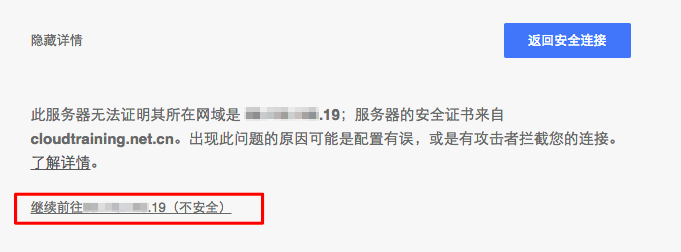 隐藏详情
返回安全连接
此服务器无法证明其所在网域是 .19；服务器的安全证书来自
cloudtraining.net.cn。出现此问题的原因可能是配置有误，或是有攻击者拦截您的连接。
了解详情。
继续前往 .19（不安全）